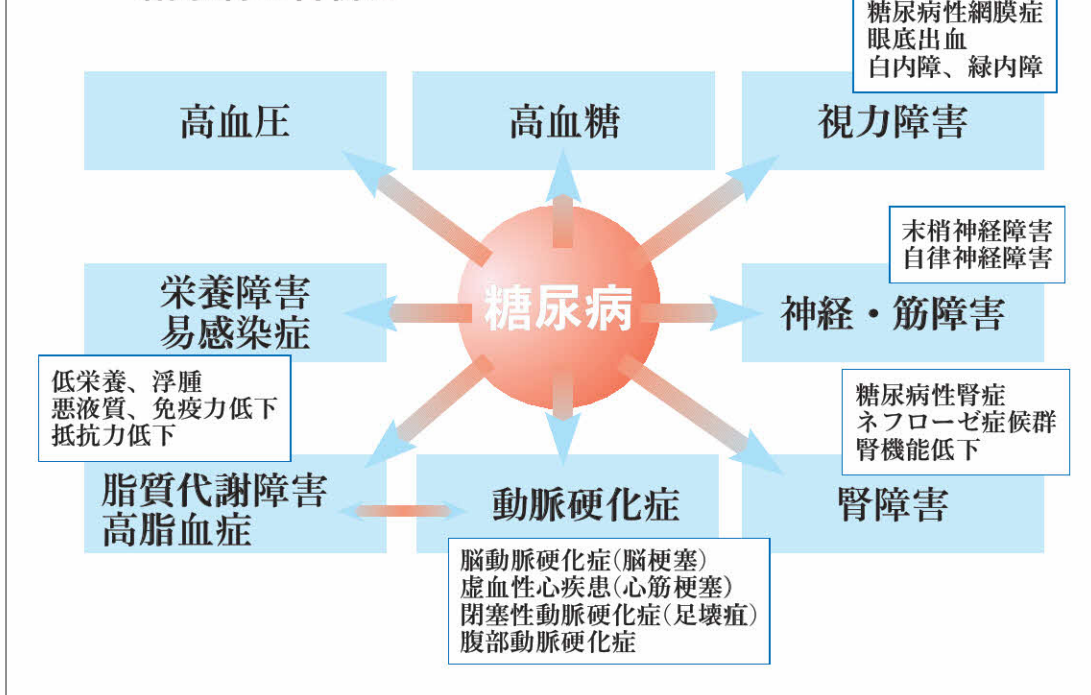 糖尿病性網膜症
眼底出血
白内障、緑内障
高血圧
高血糖
視力障害
末梢神経障害
自律神経障害
栄養障害
易感染症
糖尿病
神経・筋障害
低栄養、浮腫
悪液質、免疫力低下
抵抗力低下
糖尿病性腎症
ネフローゼ症候群
腎機能低下
脂質代謝障害
高脂血症
動脈硬化症
腎障害
脳動脈硬化症(脳梗塞)
虚血性心疾患(心筋梗塞)
閉塞性動脈硬化症(足壊疽)
腹部動脈硬化症